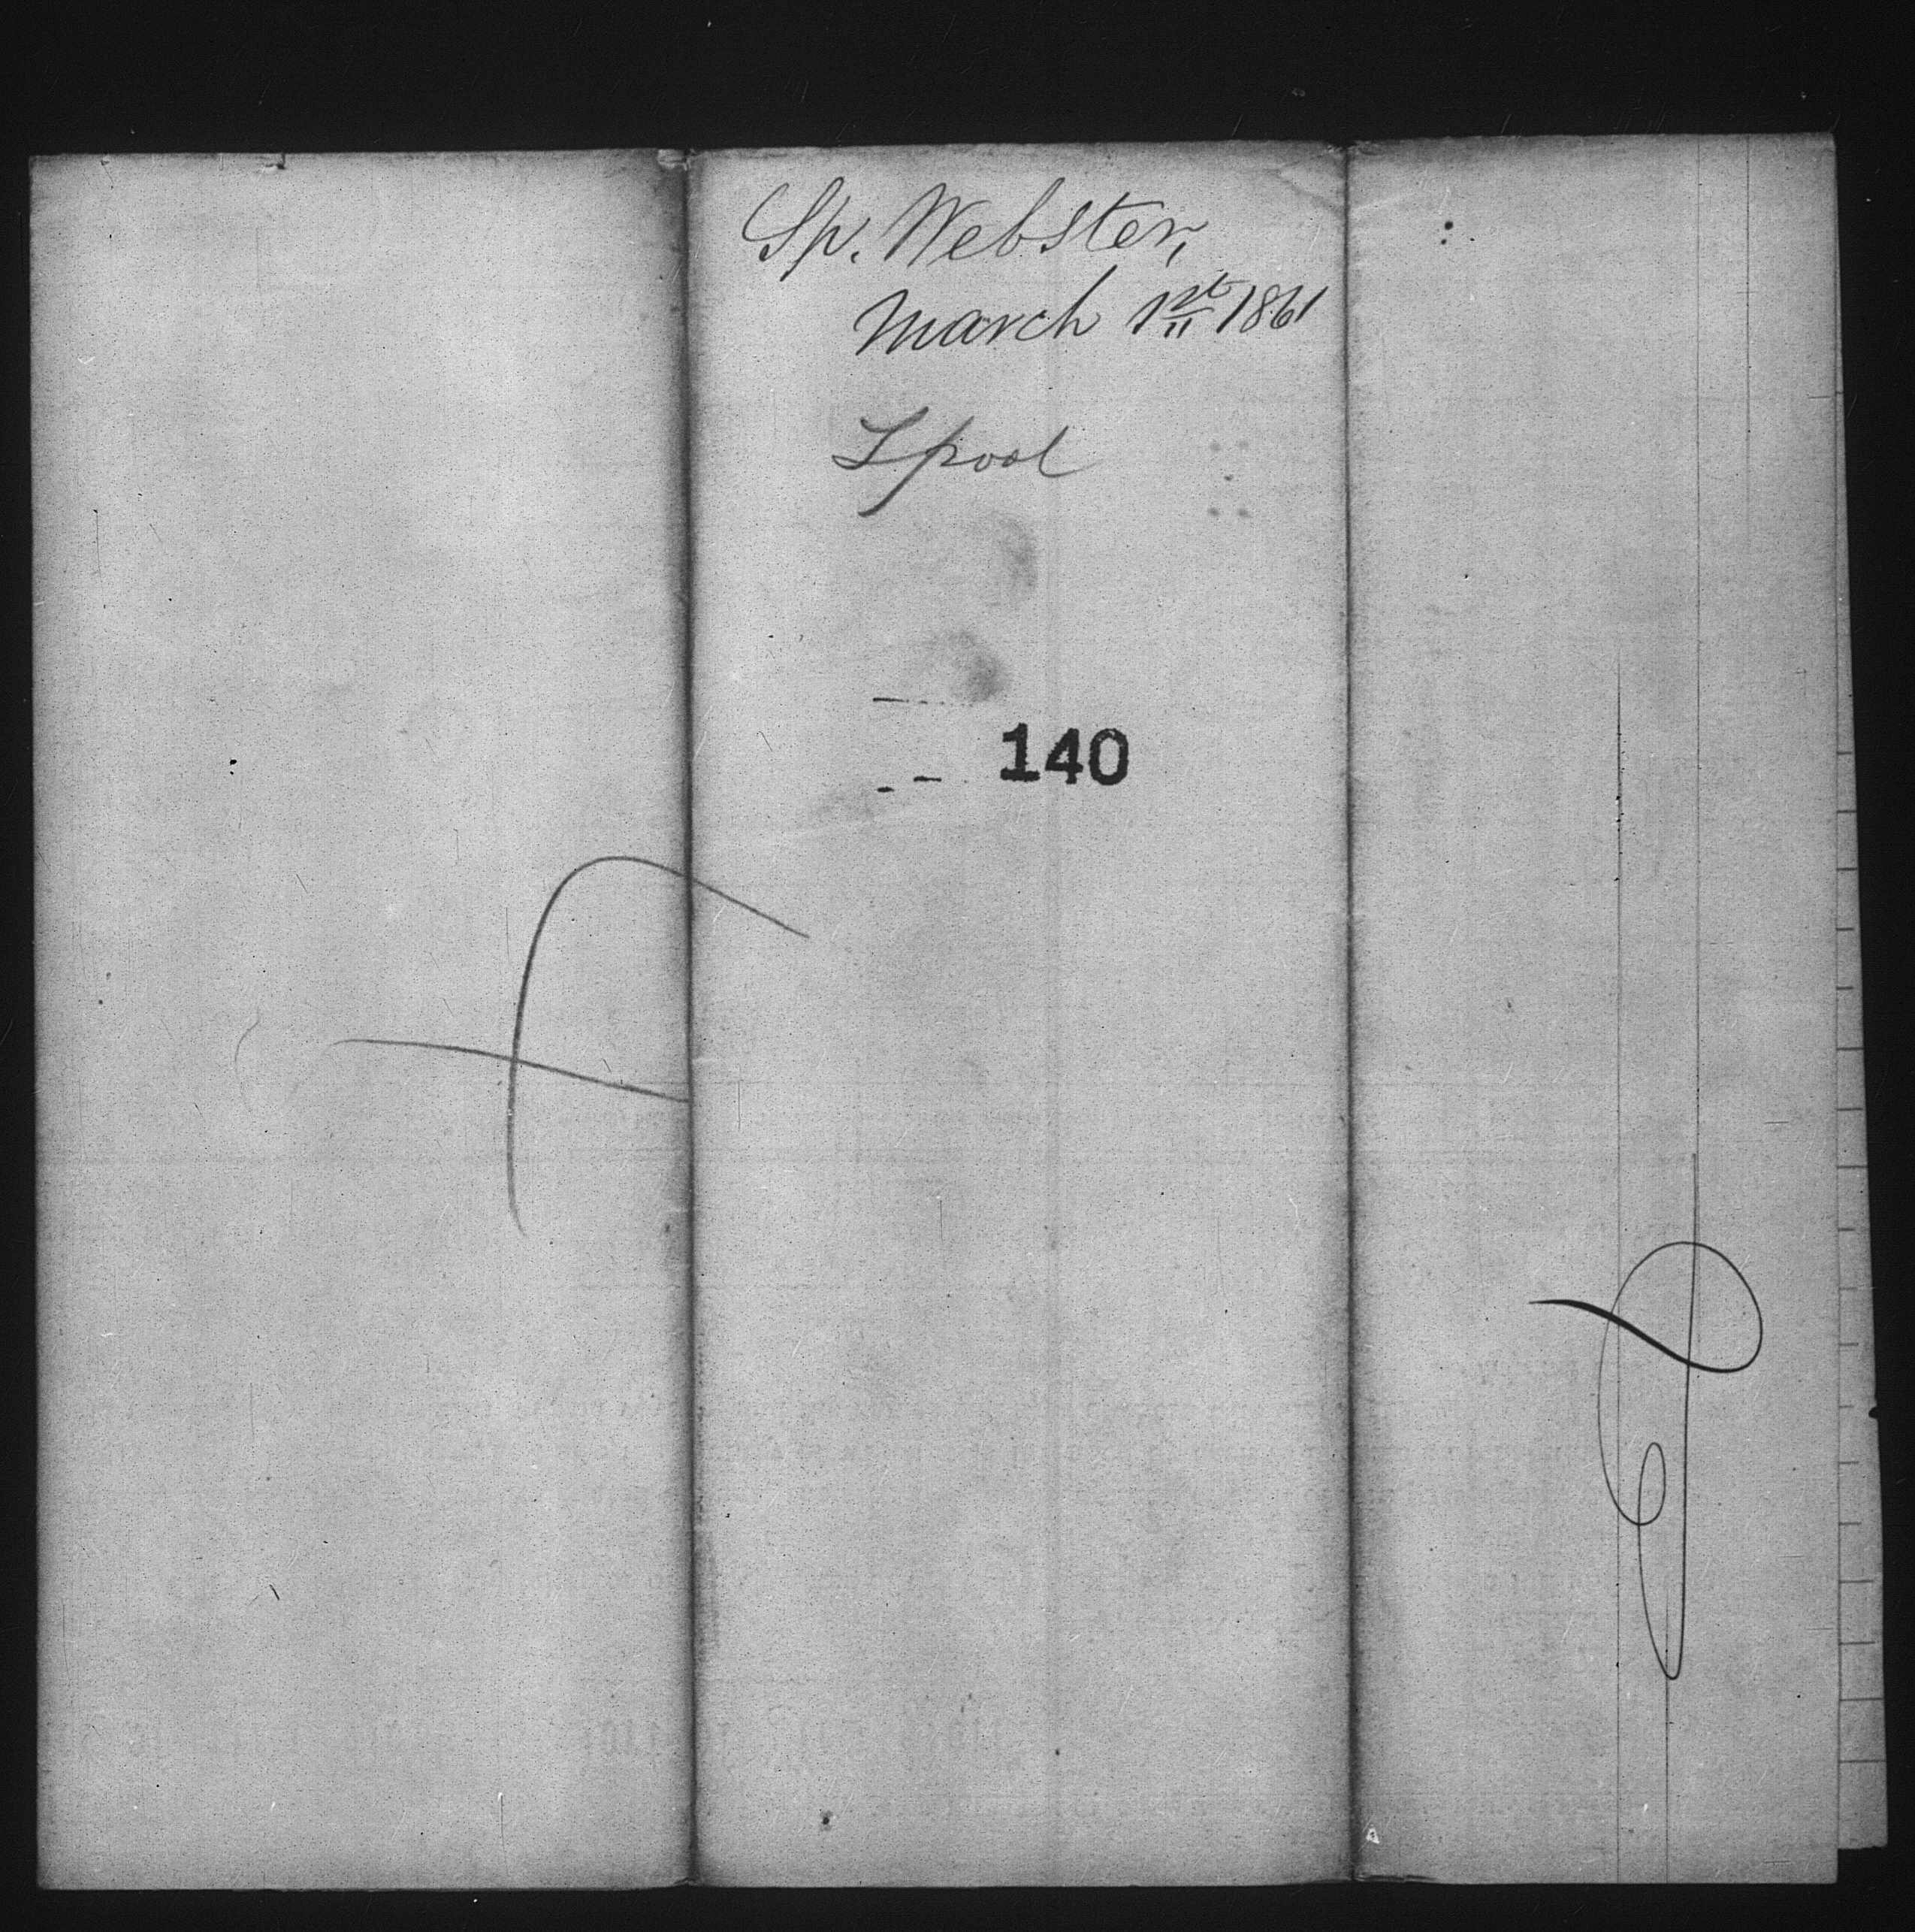 Sp. Webster,
March 1st 1861
Lpool
140